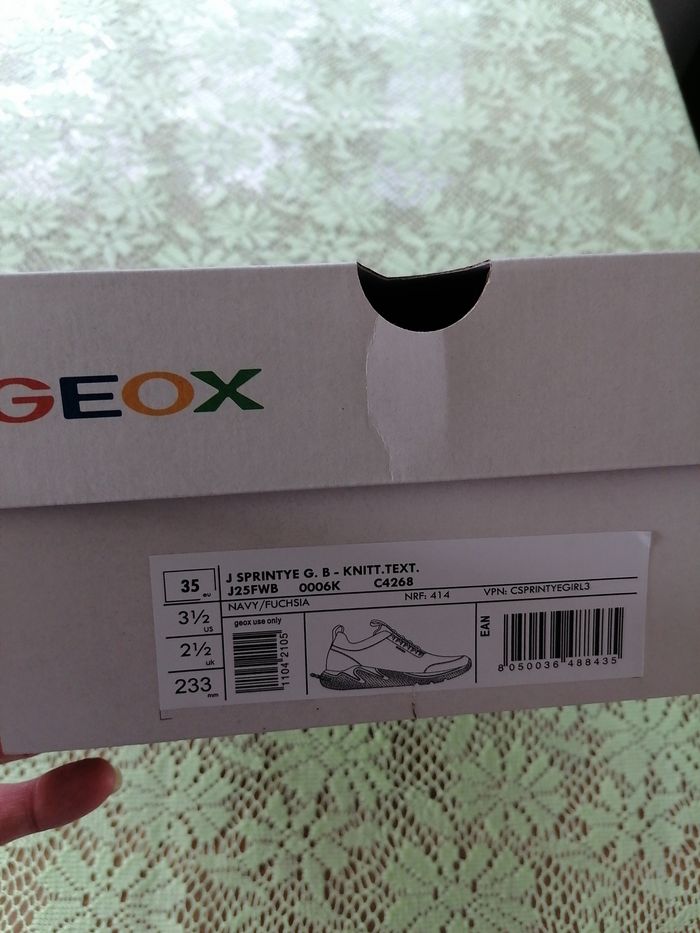 GEOX
35 eu
J SPRINTYE G. B - KNITT.TEXT.
J25FWB 0006K C4268
3½ us
NAVY/FUCHSIA NRF: 414 VPN: CSPRINTYEGIRL3
2½ uk
geox use only
1104 2105
EAN
8 050036 488435
233 mm